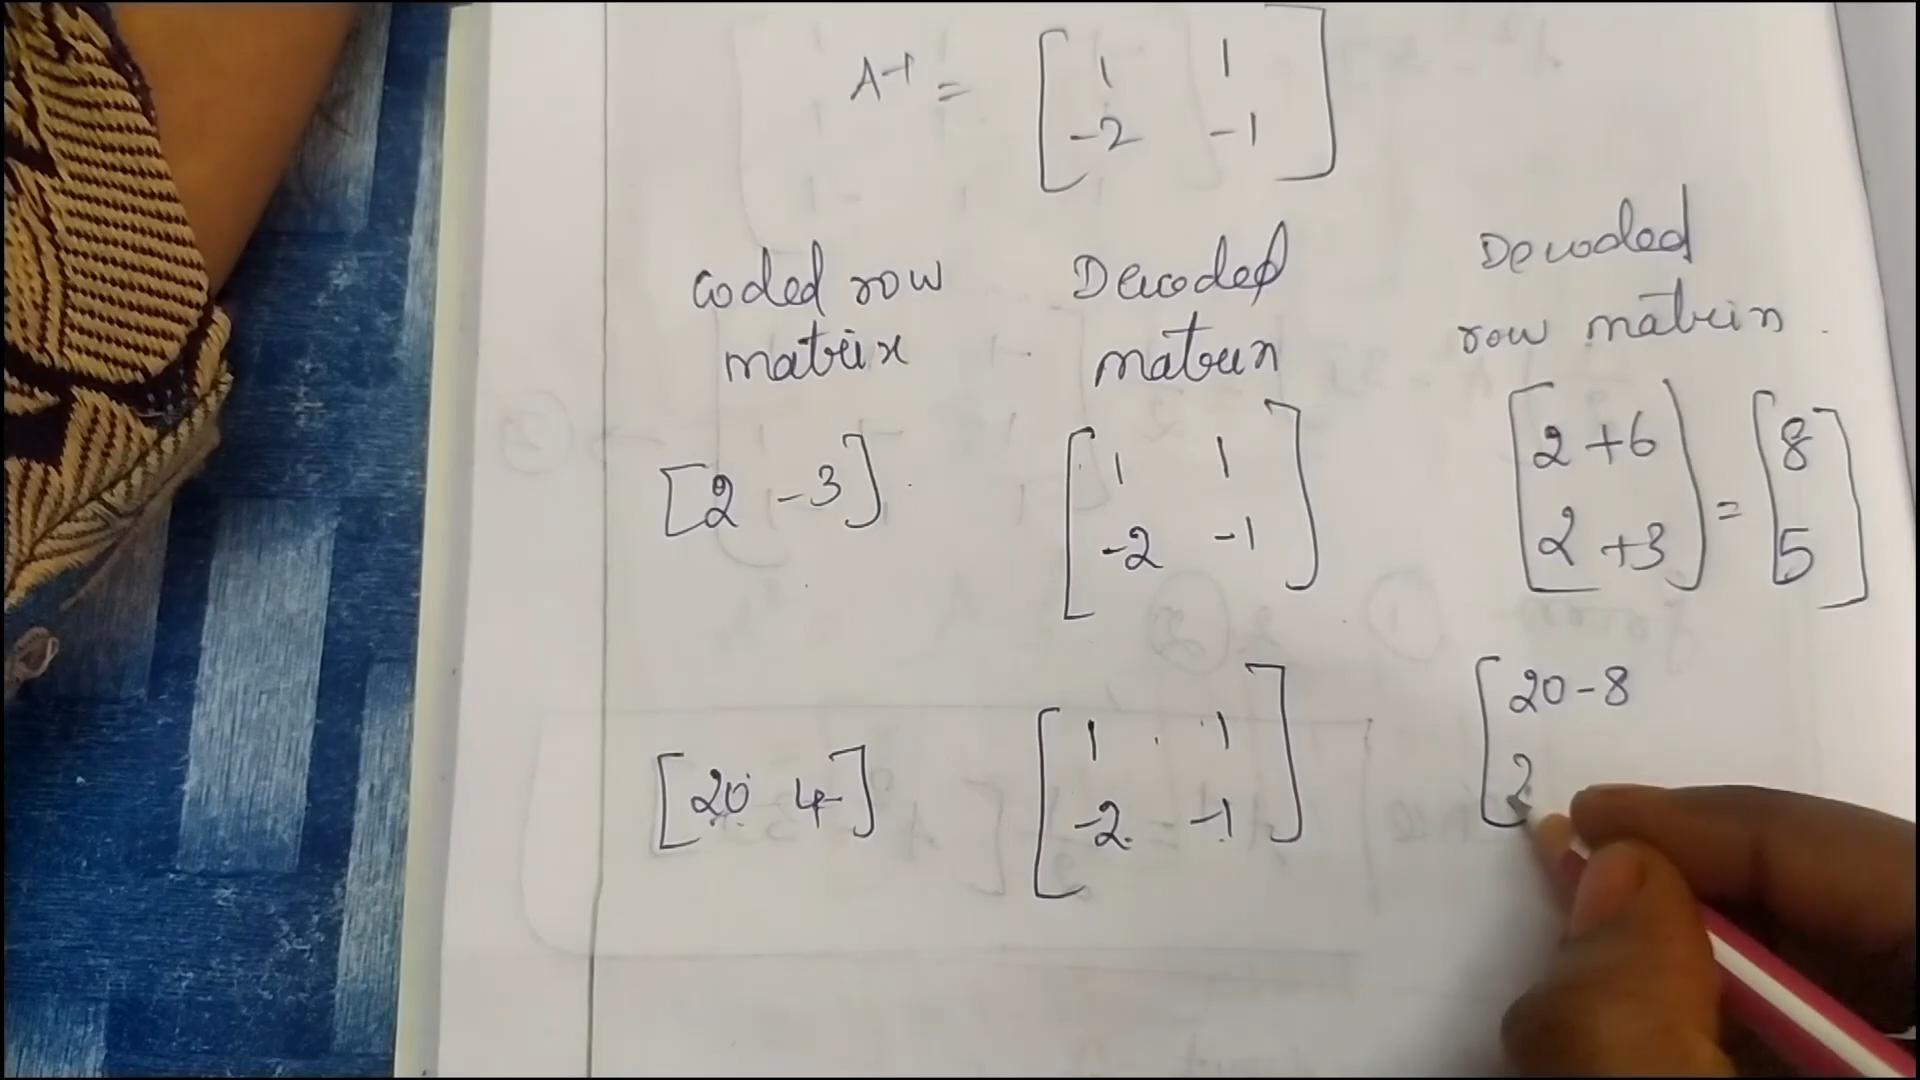 A-1 = [1 1
-2 -1]
Coded row matrix
Decoded matrix
Decoded row matrix
[2 -3] [1 1
-2 -1] [2+6
2+3] = [8
5]
[20 4] [1 1
-2 -1] [20-8
2